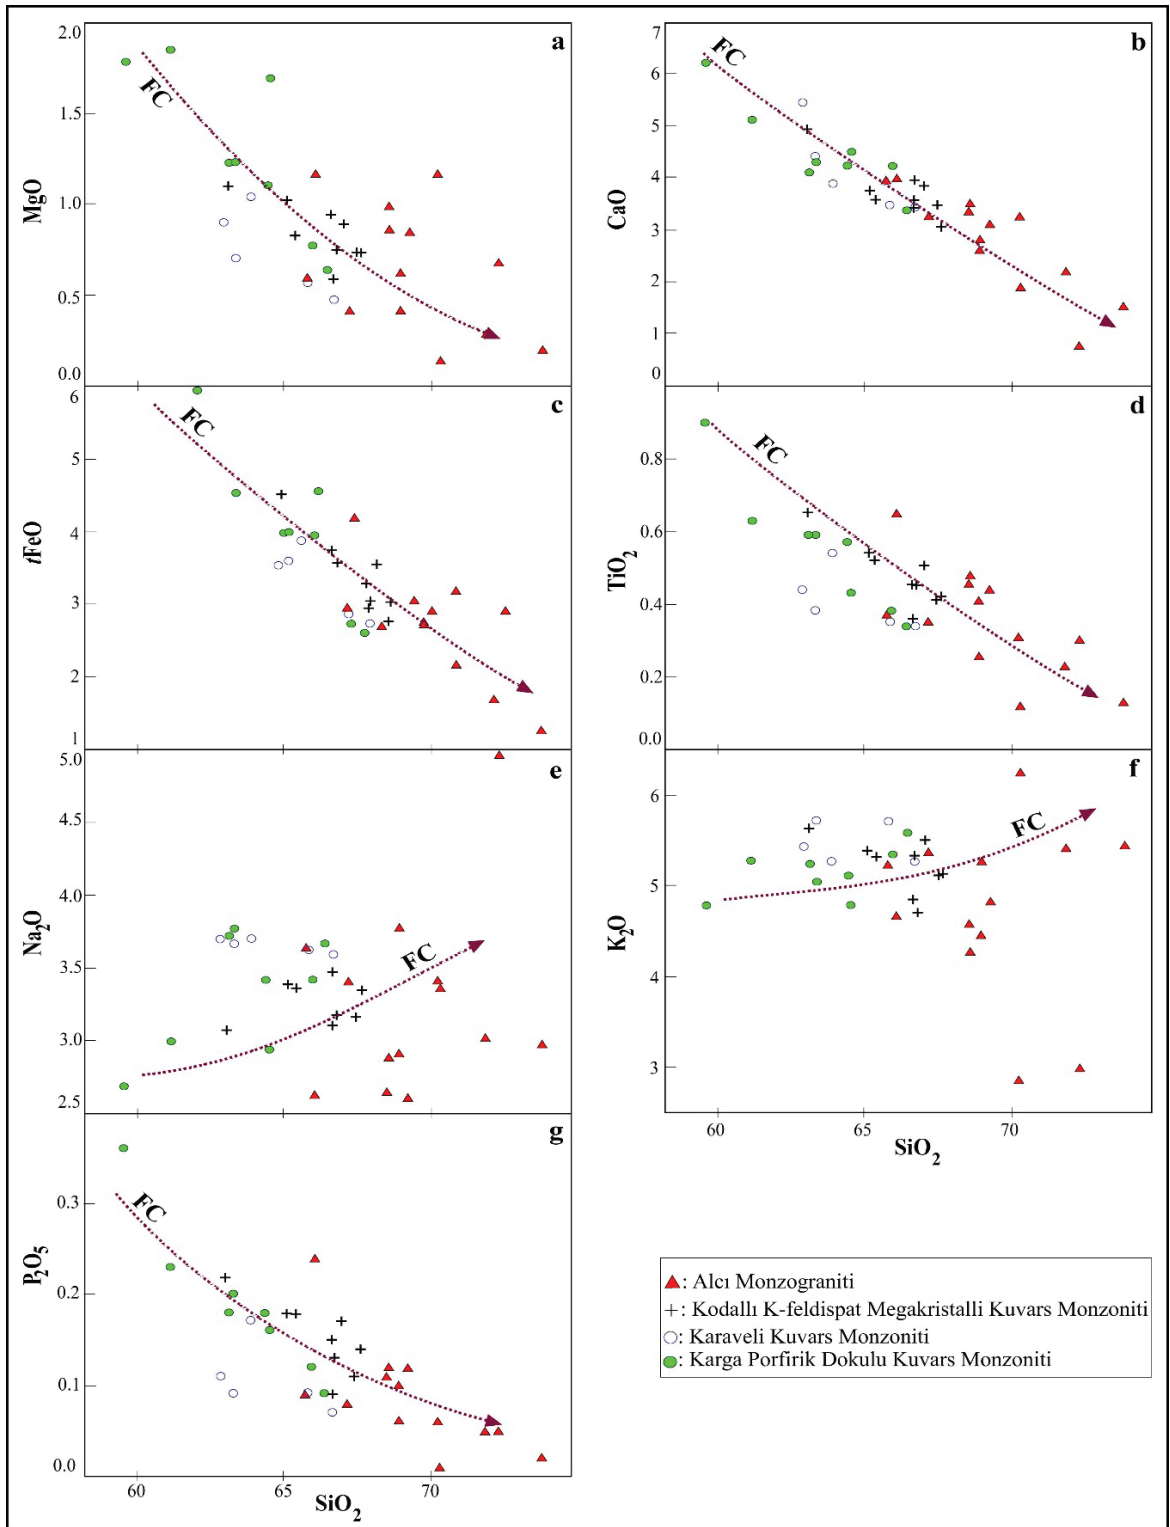 a
2.0
1.5
1.0
0.5
0.0
MgO
FC
b
7
6
5
4
3
2
1
0
CaO
FC
c
6
5
4
3
2
1
tFeO
FC
d
0.8
0.6
0.4
0.2
0.0
TiO₂
FC
e
5.0
4.5
4.0
3.5
3.0
2.5
Na₂O
FC
f
6
5
4
3
K₂O
FC
60 65 70
SiO₂
g
0.3
0.2
0.1
0.0
P₂O₅
FC
60 65 70
SiO₂
: Alcı Monzograniti
: Kodallı K-feldispat Megakristalli Kuvars Monzoniti
: Karaveli Kuvars Monzoniti
: Karga Porfirik Dokulu Kuvars Monzoniti